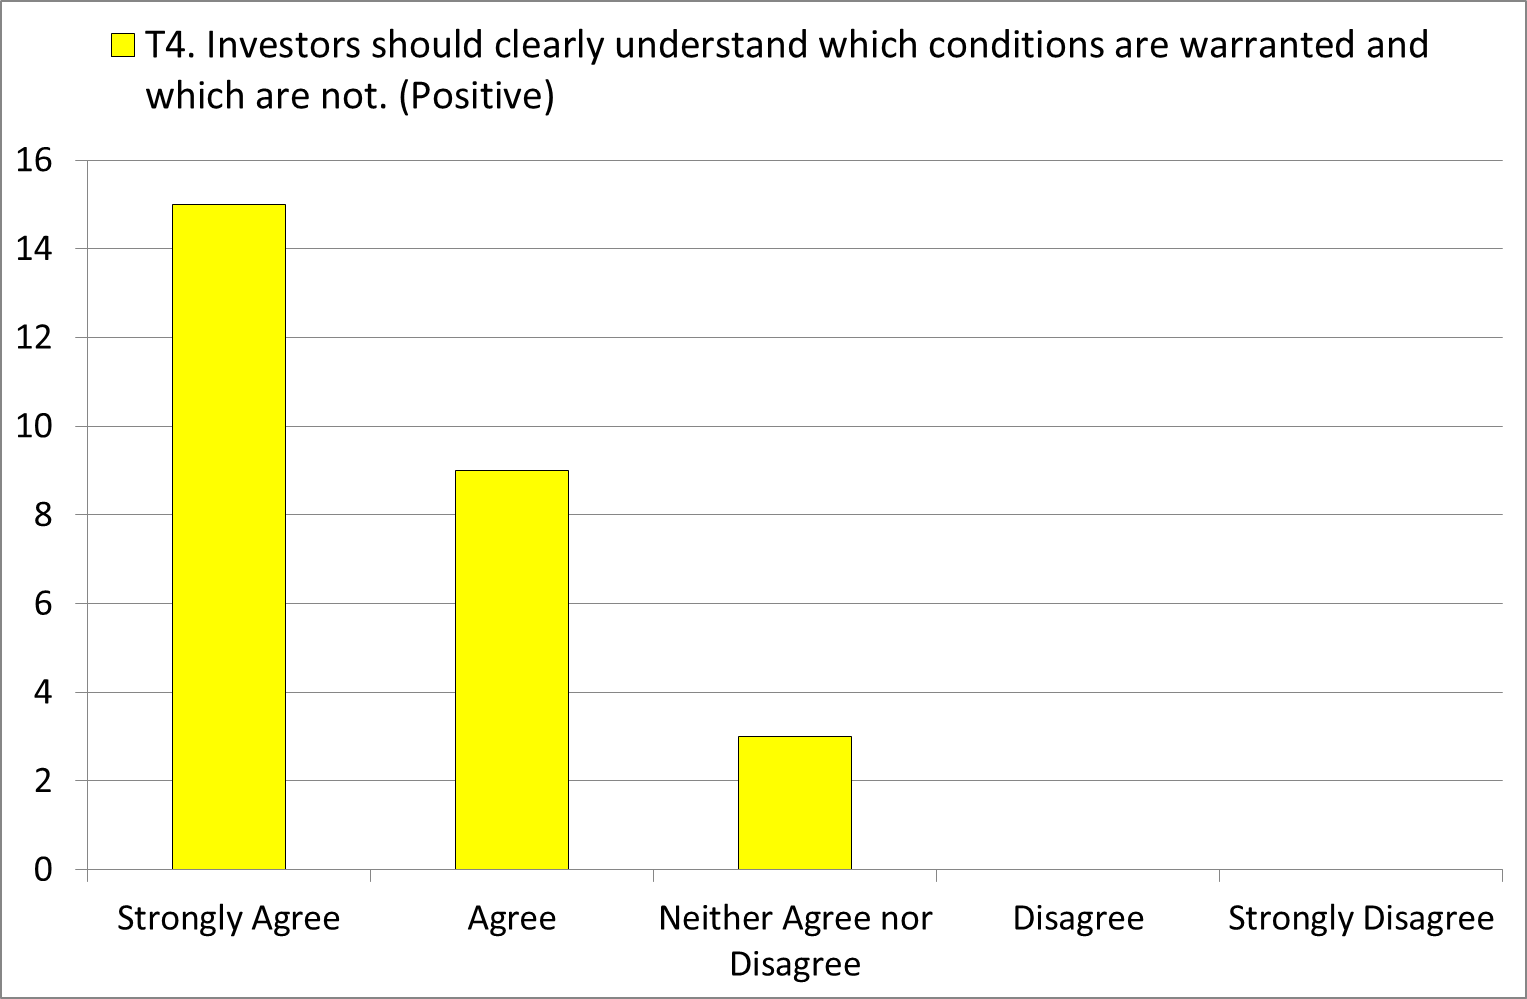 T4. Investors should clearly understand which conditions are warranted and
which are not. (Positive)
16
14
12
10
8
6
4
2
0
Strongly Agree
Agree
Neither Agree nor
Disagree
Disagree
Strongly Disagree